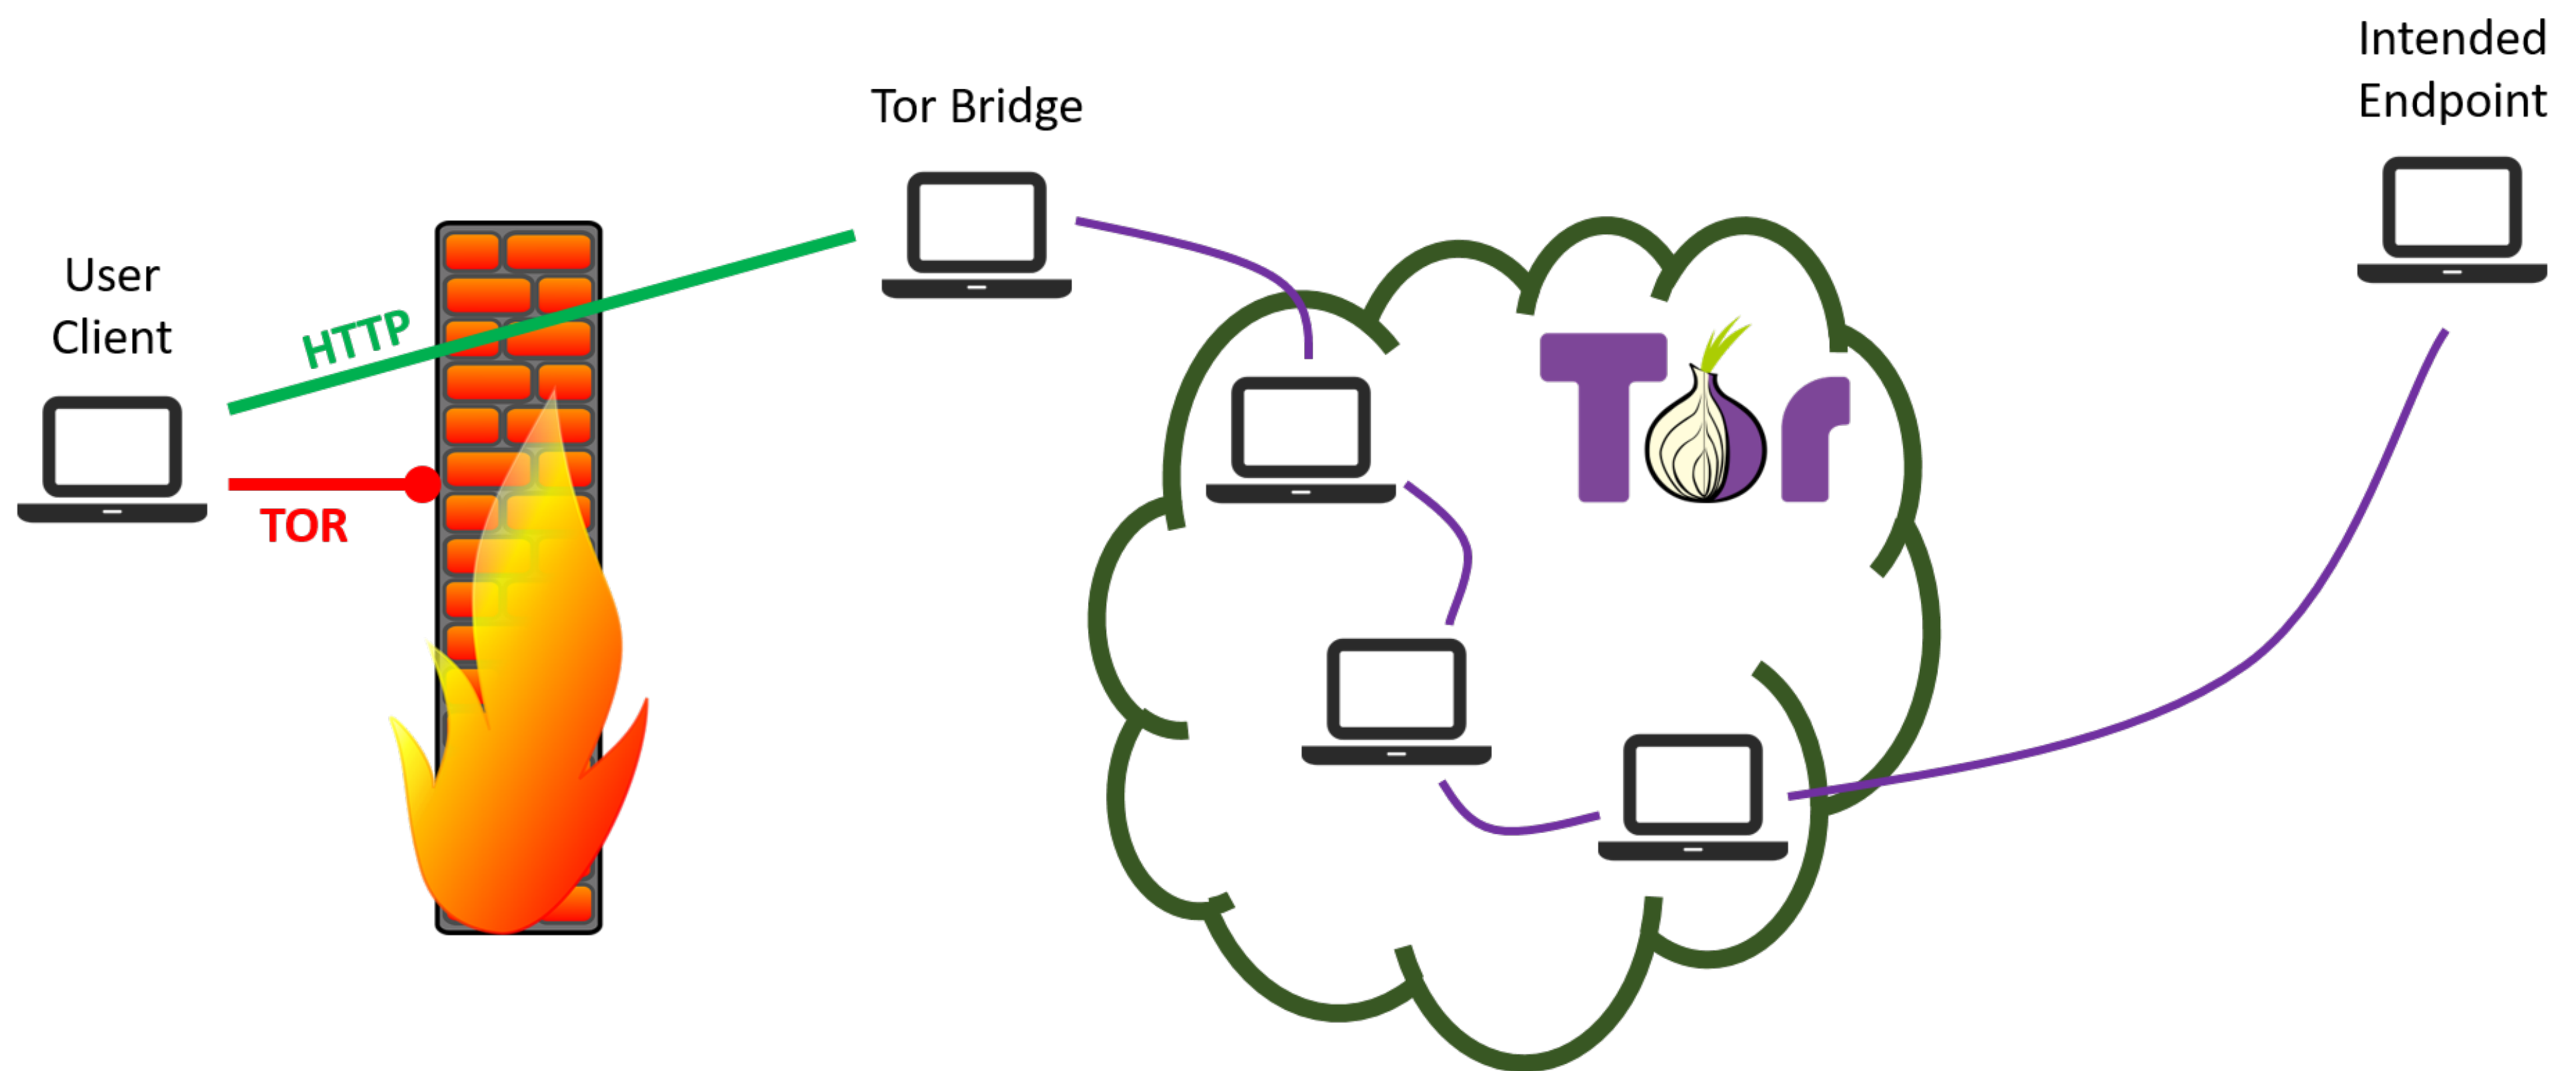 Intended
Endpoint
Tor Bridge
User
Client
HTTP
TOR
Tor